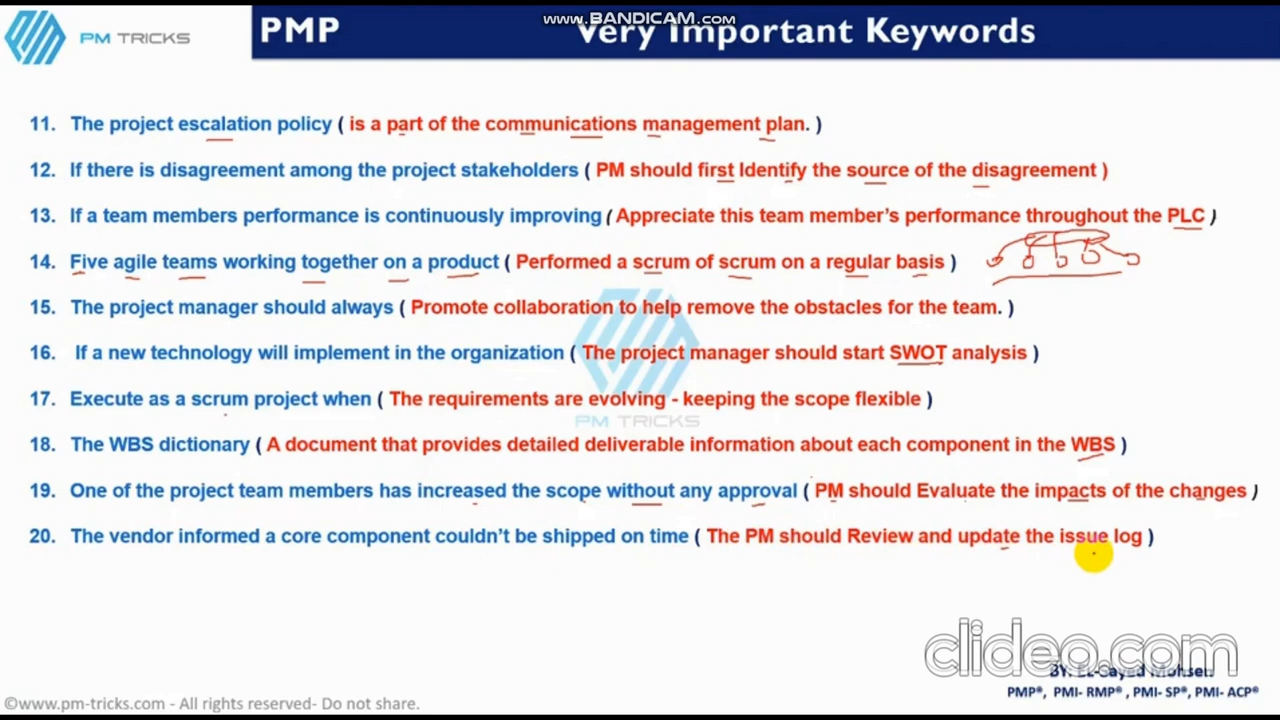 www.BANDICAM.com
PM TRICKS
PMP
Very Important Keywords
11. The project escalation policy ( is a part of the communications management plan. )
12. If there is disagreement among the project stakeholders ( PM should first Identify the source of the disagreement )
13. If a team members performance is continuously improving ( Appreciate this team member's performance throughout the PLC )
14. Five agile teams working together on a product ( Performed a scrum of scrum on a regular basis )
15. The project manager should always ( Promote collaboration to help remove the obstacles for the team. )
16. If a new technology will implement in the organization ( The project manager should start SWOT analysis )
17. Execute as a scrum project when ( The requirements are evolving - keeping the scope flexible )
PM TRICKS
18. The WBS dictionary ( A document that provides detailed deliverable information about each component in the WBS )
19. One of the project team members has increased the scope without any approval ( PM should Evaluate the impacts of the changes )
20. The vendor informed a core component couldn't be shipped on time ( The PM should Review and update the issue log )
clideo.com
BY: EL-Sayed Mohsen
PMP®, PMI- RMP® , PMI- SP®, PMI- ACP®
©www.pm-tricks.com - All rights reserved- Do not share.